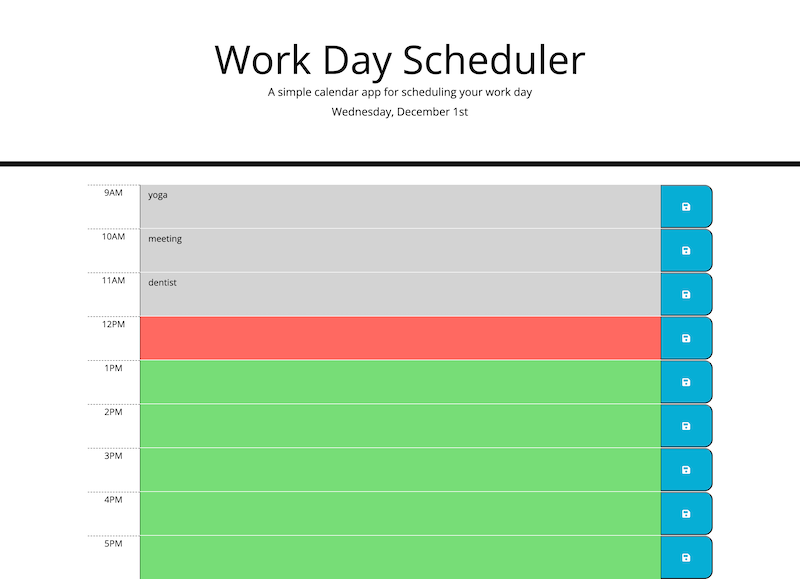 Work Day Scheduler
A simple calendar app for scheduling your work day
Wednesday, December 1st
9AM yoga
10AM meeting
11AM dentist
12PM
1PM
2PM
3PM
4PM
5PM